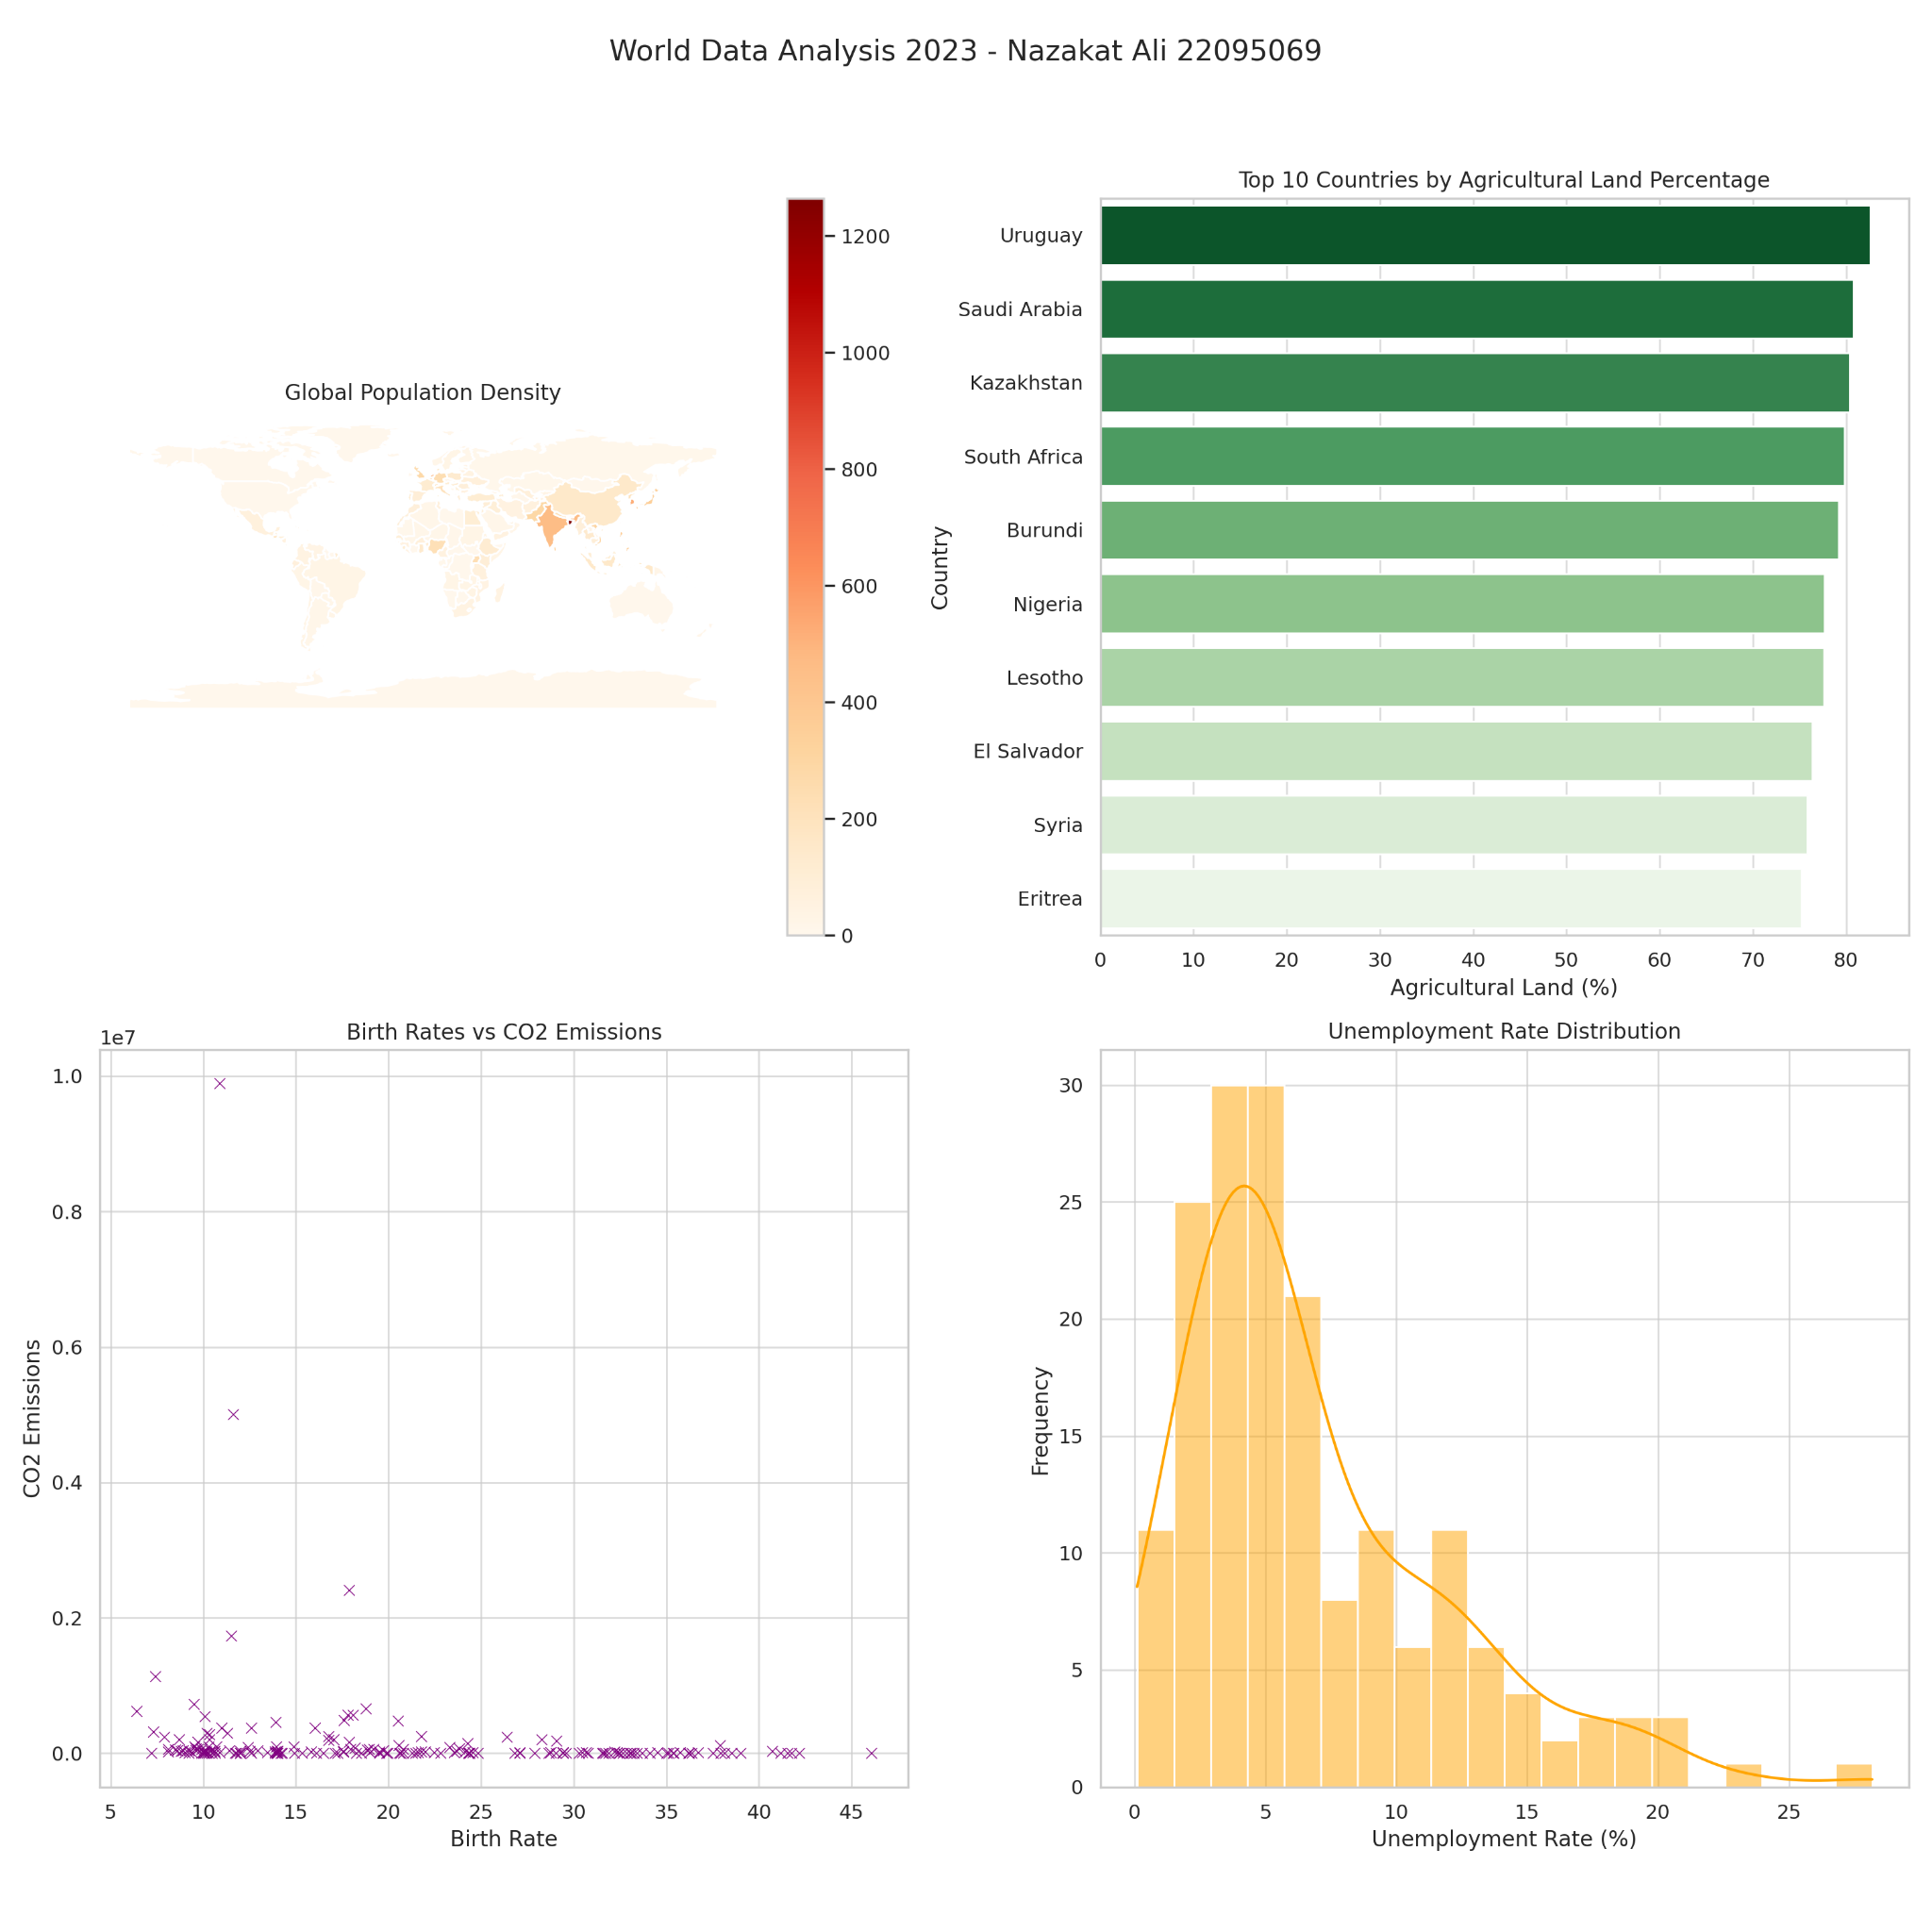 World Data Analysis 2023 - Nazakat Ali 22095069
Global Population Density
1200
1000
800
600
400
200
0
Top 10 Countries by Agricultural Land Percentage
Country
Uruguay
Saudi Arabia
Kazakhstan
South Africa
Burundi
Nigeria
Lesotho
El Salvador
Syria
Eritrea
0 10 20 30 40 50 60 70 80
Agricultural Land (%)
Birth Rates vs CO2 Emissions
1e7
CO2 Emissions
1.0
0.8
0.6
0.4
0.2
0.0
5 10 15 20 25 30 35 40 45
Birth Rate
Unemployment Rate Distribution
Frequency
30
25
20
15
10
5
0
0 5 10 15 20 25
Unemployment Rate (%)